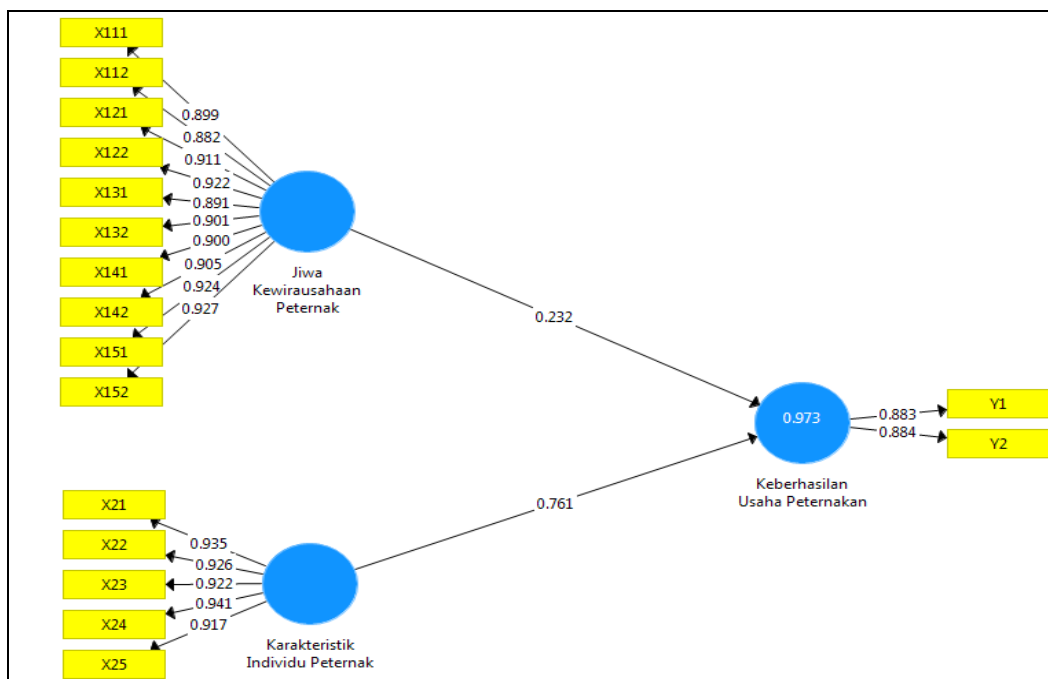 X111
X112
X121
X122
X131
X132
X141
X142
X151
X152
0.899
0.882
0.911
0.922
0.891
0.901
0.900
0.905
0.924
0.927
Jiwa
Kewirausahaan
Peternak
0.232
0.973
Keberhasilan
Usaha Peternakan
0.883
0.884
Y1
Y2
0.761
X21
X22
X23
X24
X25
0.935
0.926
0.922
0.941
0.917
Karakteristik
Individu Peternak